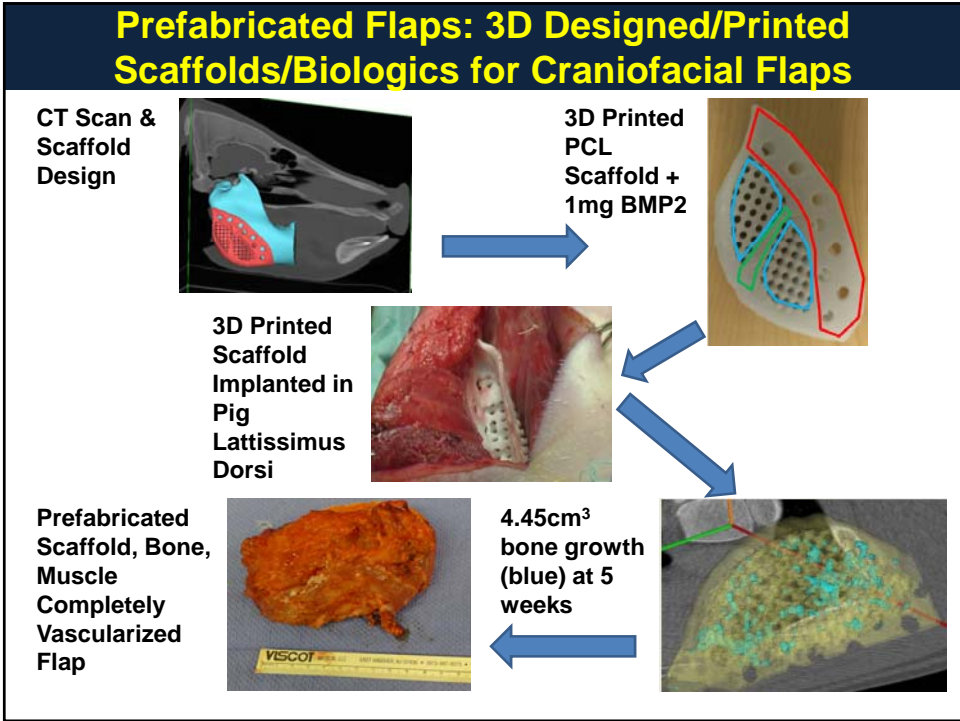 Prefabricated Flaps: 3D Designed/Printed
Scaffolds/Biologics for Craniofacial Flaps
CT Scan &
Scaffold
Design
3D Printed
PCL
Scaffold +
1mg BMP2
3D Printed
Scaffold
Implanted in
Pig
Lattissimus
Dorsi
4.45cm³
bone growth
(blue) at 5
weeks
Prefabricated
Scaffold, Bone,
Muscle
Completely
Vascularized
Flap
VISCOT